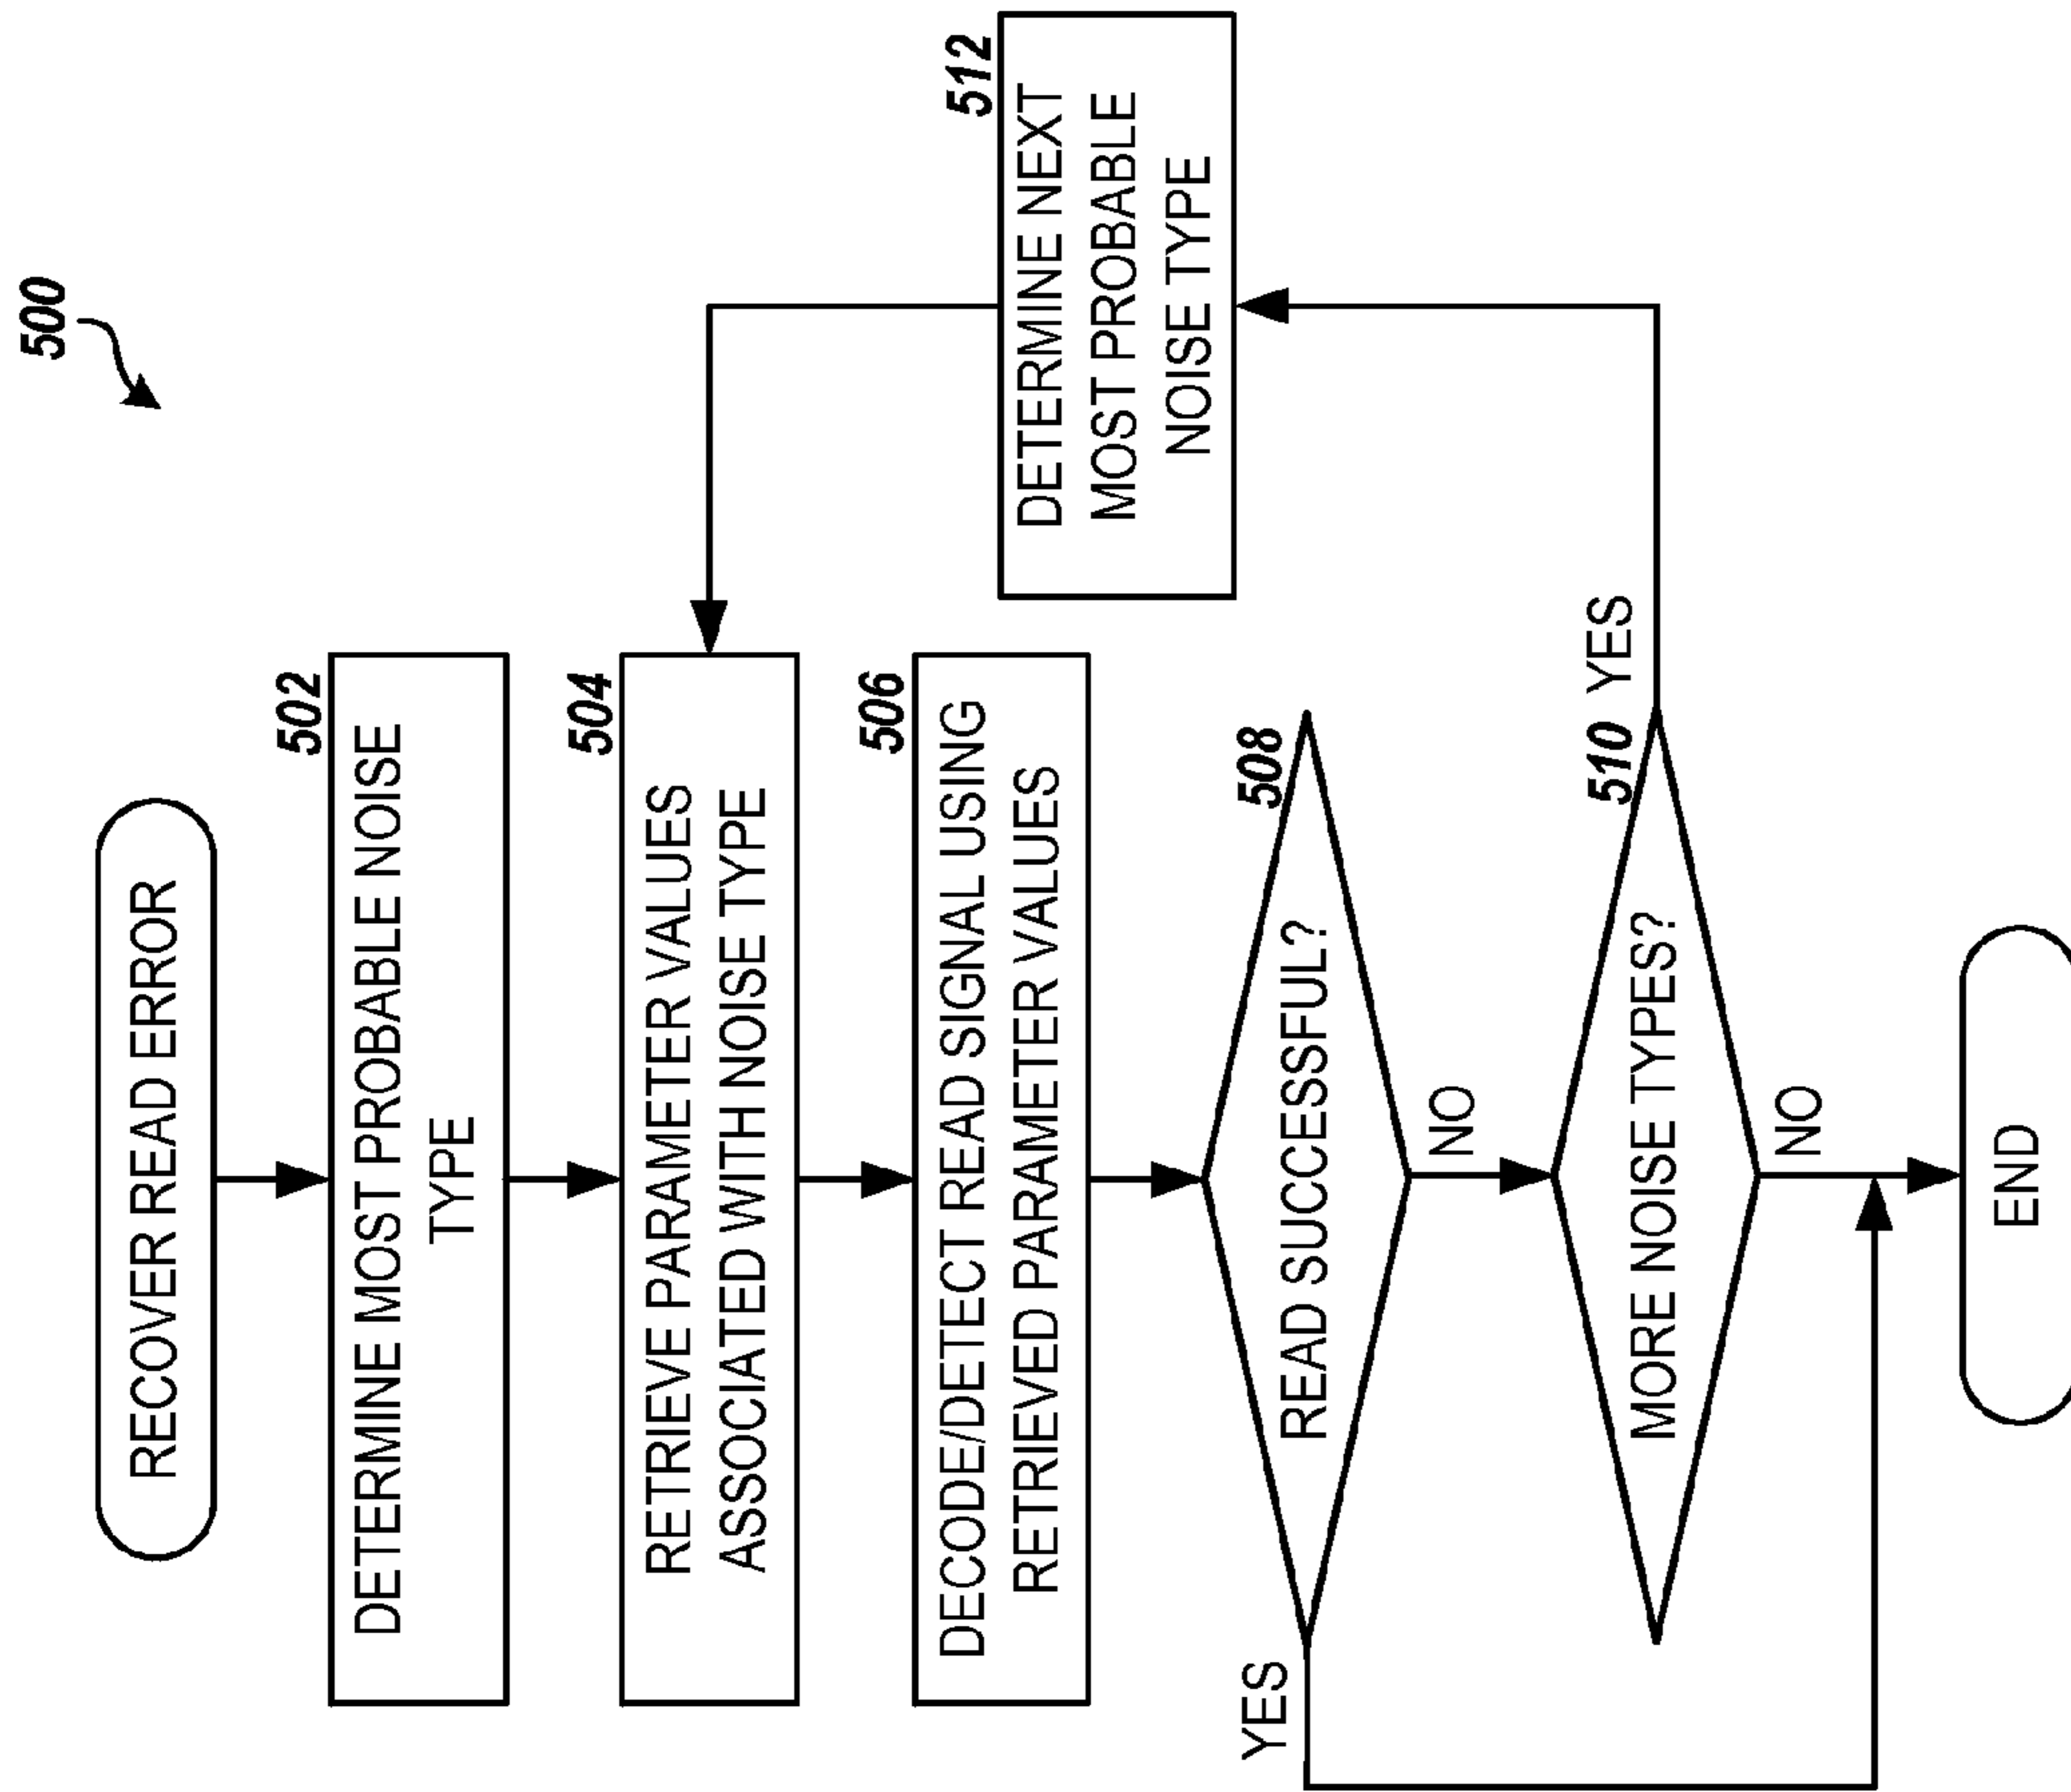 500
RECOVER READ ERROR
502
DETERMINE MOST PROBABLE NOISE
TYPE
504
RETRIEVE PARAMETER VALUES
ASSOCIATED WITH NOISE TYPE
506
DECODE/DETECT READ SIGNAL USING
RETRIEVED PARAMETER VALUES
508
READ SUCCESSFUL?
YES
NO
510
MORE NOISE TYPES?
YES
NO
512
DETERMINE NEXT
MOST PROBABLE
NOISE TYPE
END